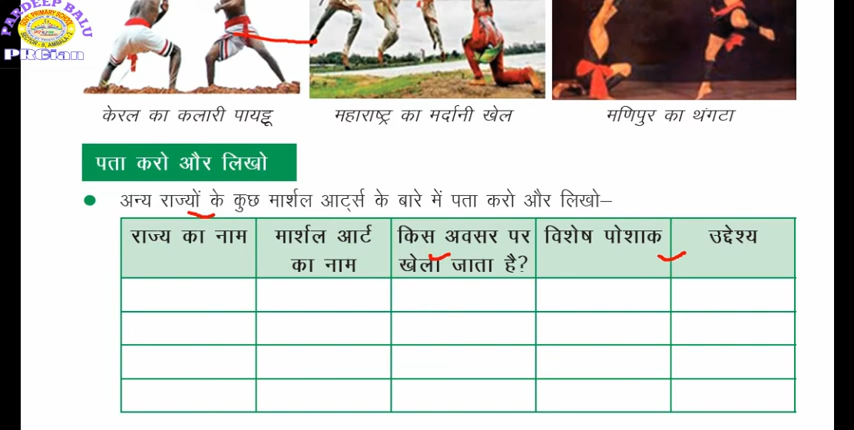 PARDEEP BALU
PRGian
केरल का कलारी पायट्टू
महाराष्ट्र का मर्दानी खेल
मणिपुर का थंगटा
पता करो और लिखो
● अन्य राज्यों के कुछ मार्शल आर्ट्स के बारे में पता करो और लिखो–
राज्य का नाम
मार्शल आर्ट
का नाम
किस अवसर पर
खेला जाता है?
विशेष पोशाक
उद्देश्य